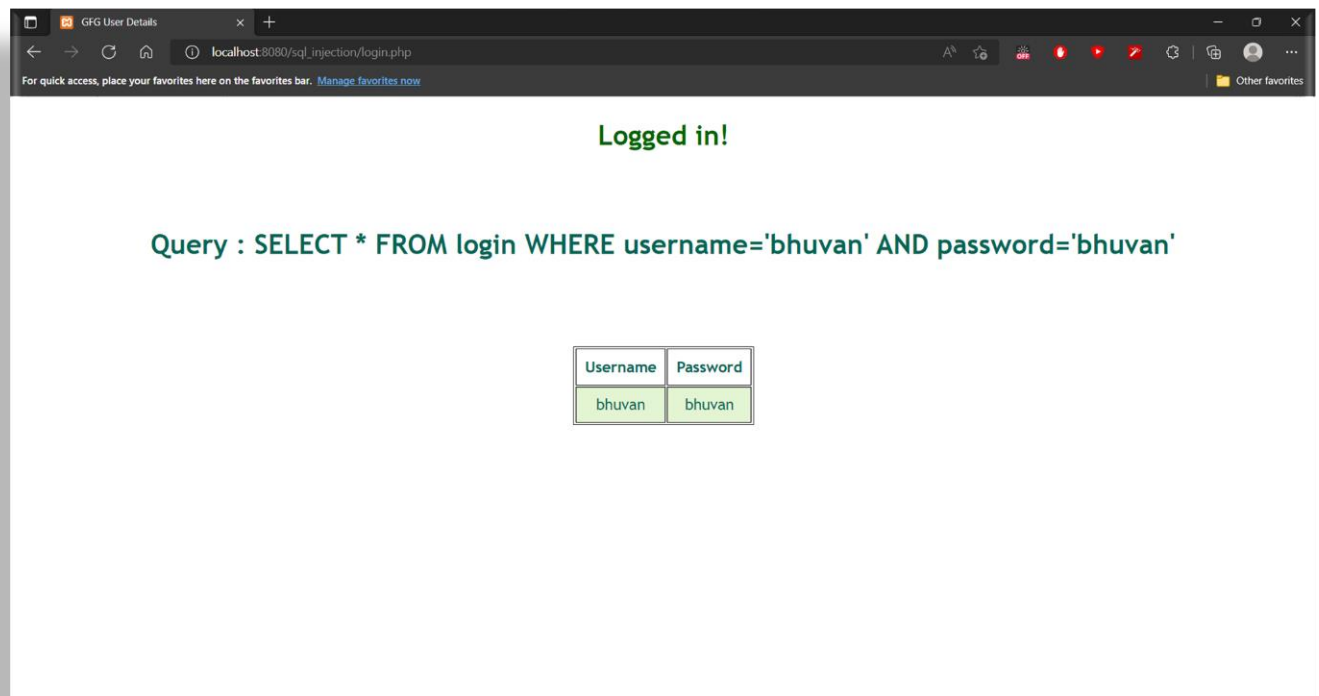 GFG User Details
localhost:8080/sql_injection/login.php
OFF
For quick access, place your favorites here on the favorites bar. Manage favorites now
Other favorites
Logged in!
Query : SELECT * FROM login WHERE username='bhuvan' AND password='bhuvan'
Username Password
bhuvan bhuvan